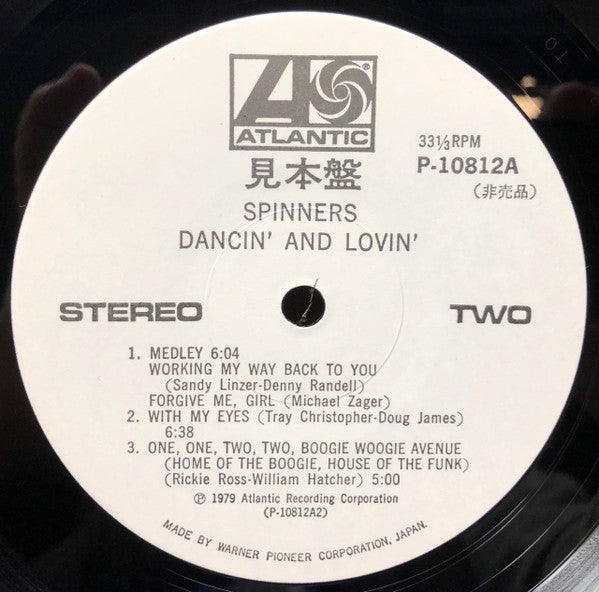 ATLANTIC®
見本盤
33⅓RPM
P-10812A
(非売品)
SPINNERS
DANCIN' AND LOVIN'
STEREO
TWO
1. MEDLEY 6:04
WORKING MY WAY BACK TO YOU
(Sandy Linzer-Denny Randell)
FORGIVE ME, GIRL (Michael Zager)
2. WITH MY EYES (Tray Christopher-Doug James)
6:38
3. ONE, ONE, TWO, TWO, BOOGIE WOOGIE AVENUE
(HOME OF THE BOOGIE, HOUSE OF THE FUNK)
(Rickie Ross-William Hatcher) 5:00
℗ 1979 Atlantic Recording Corporation
(P-10812A2)
MADE BY WARNER PIONEER CORPORATION, JAPAN.